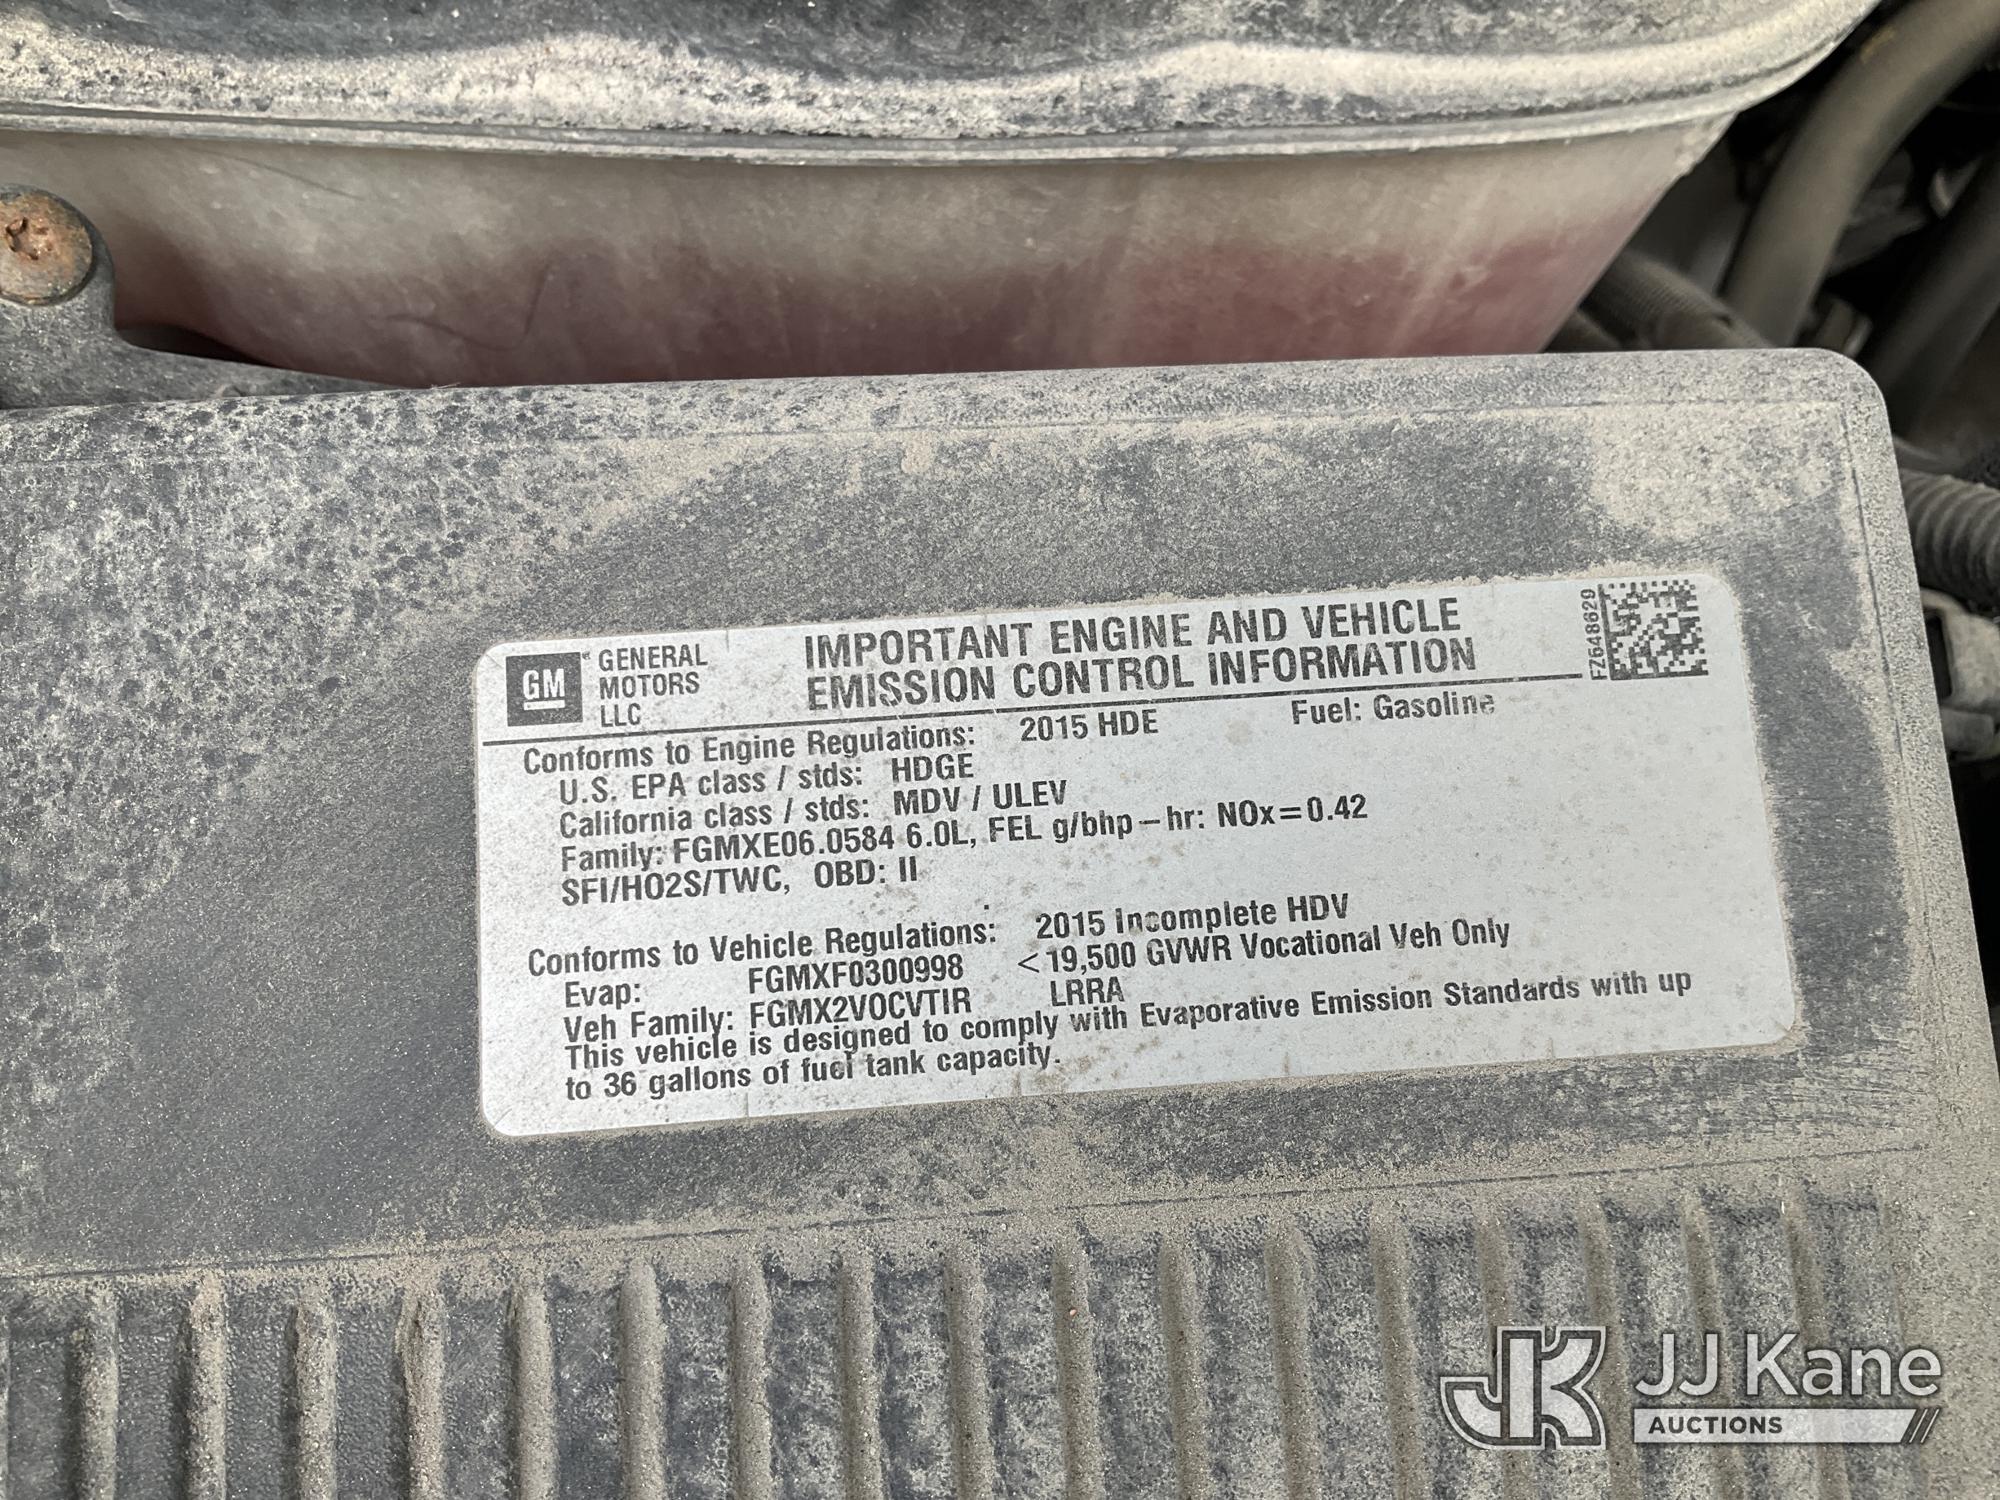 GM GENERAL MOTORS LLC
IMPORTANT ENGINE AND VEHICLE
EMISSION CONTROL INFORMATION
FZ648629
Conforms to Engine Regulations: 2015 HDE Fuel: Gasoline
U.S. EPA class / stds: HDGE
California class / stds: MDV / ULEV
Family: FGMXE06.0584 6.0L, FEL g/bhp-hr: NOx=0.42
SFI/HO2S/TWC, OBD: II
Conforms to Vehicle Regulations: 2015 Incomplete HDV
Evap: FGMXF0300998 <19,500 GVWR Vocational Veh Only
Veh Family: FGMX2VOCVTIR LRRA
This vehicle is designed to comply with Evaporative Emission Standards with up
to 36 gallons of fuel tank capacity.
JK JJ Kane
AUCTIONS